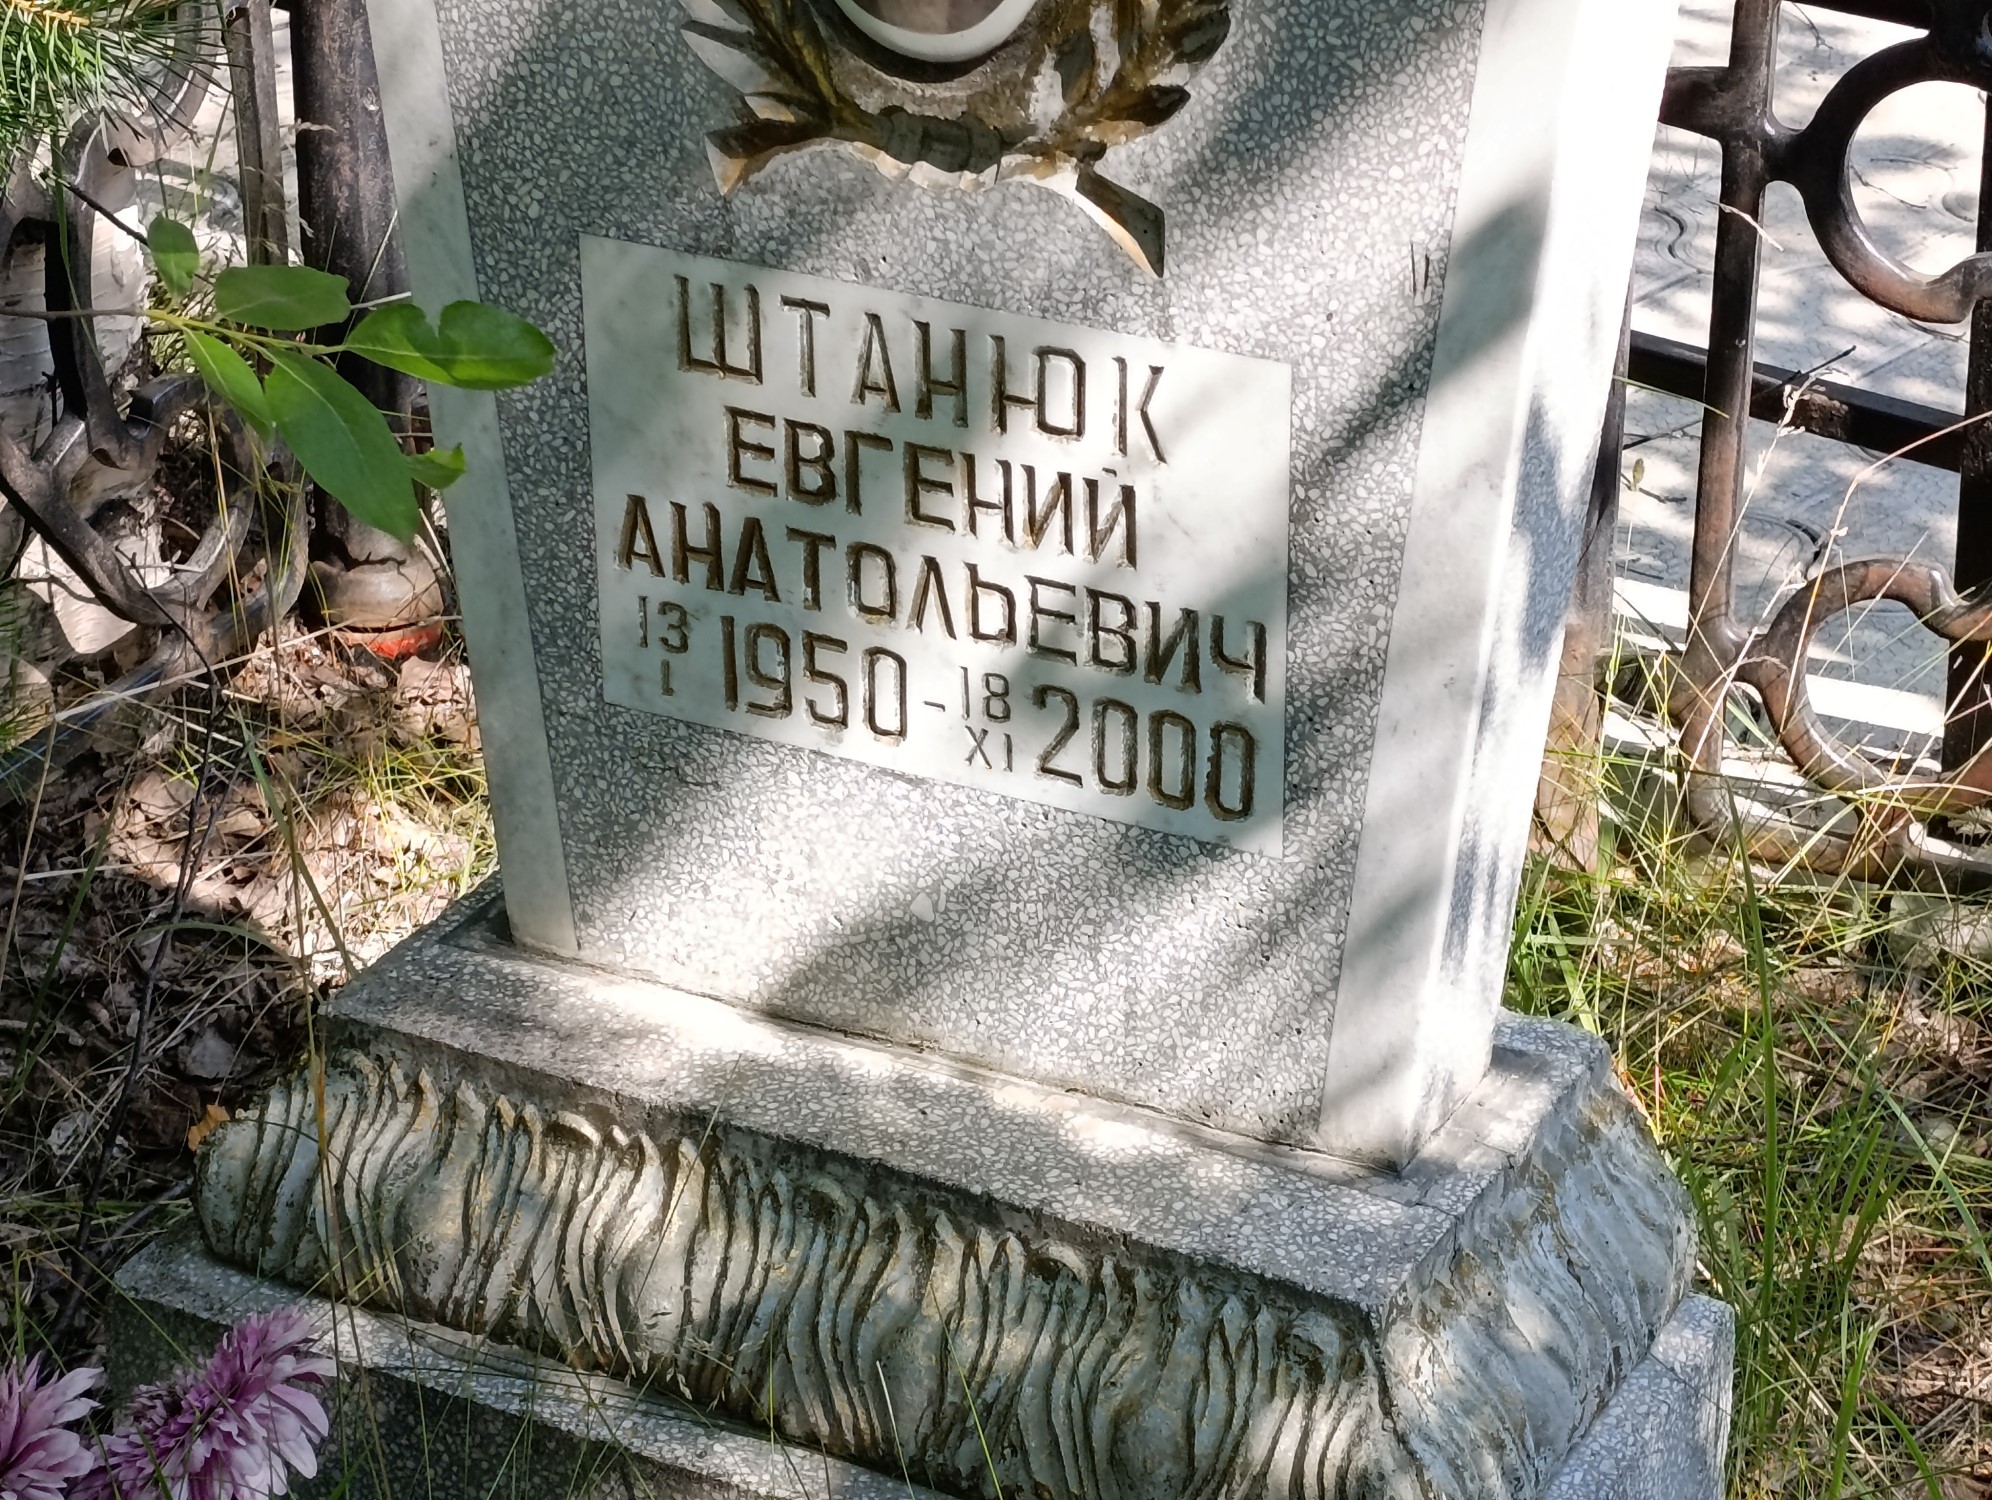 ШТАНЮК
ЕВГЕНИЙ
АНАТОЛЬЕВИЧ
13 I 1950 - 18 XI 2000